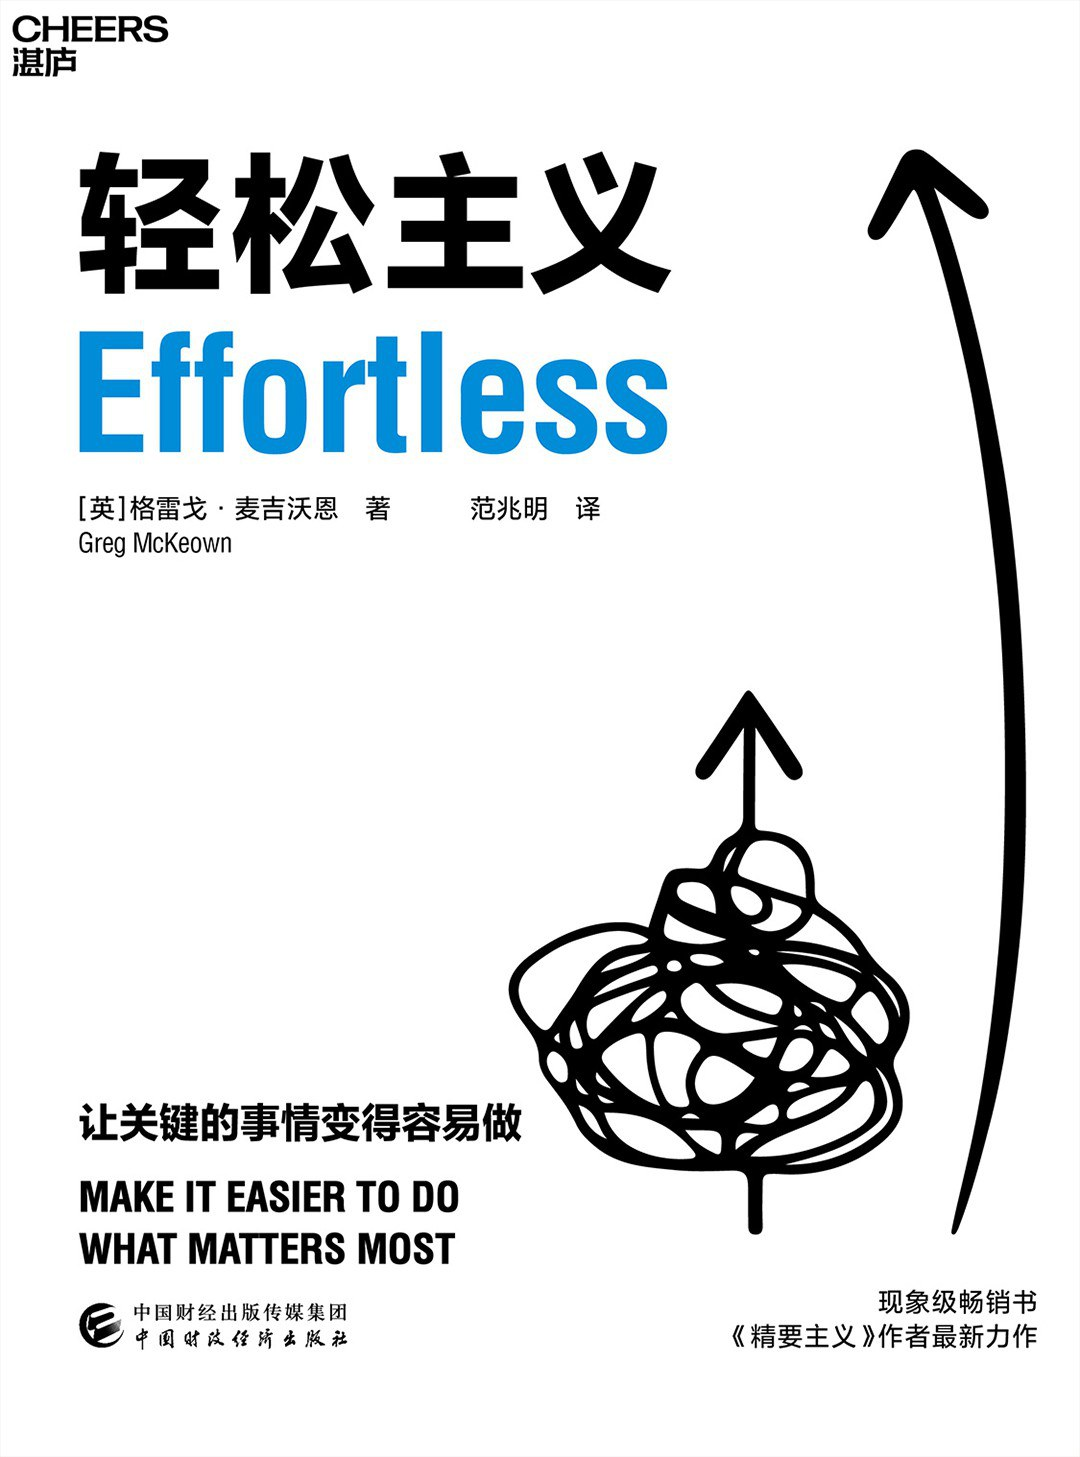 CHEERS
湛庐
轻松主义
Effortless
[英]格雷戈·麦吉沃恩 著 范兆明 译
Greg McKeown
让关键的事情变得容易做
MAKE IT EASIER TO DO
WHAT MATTERS MOST
中国财经出版传媒集团
中国财政经济出版社
现象级畅销书
《精要主义》作者最新力作